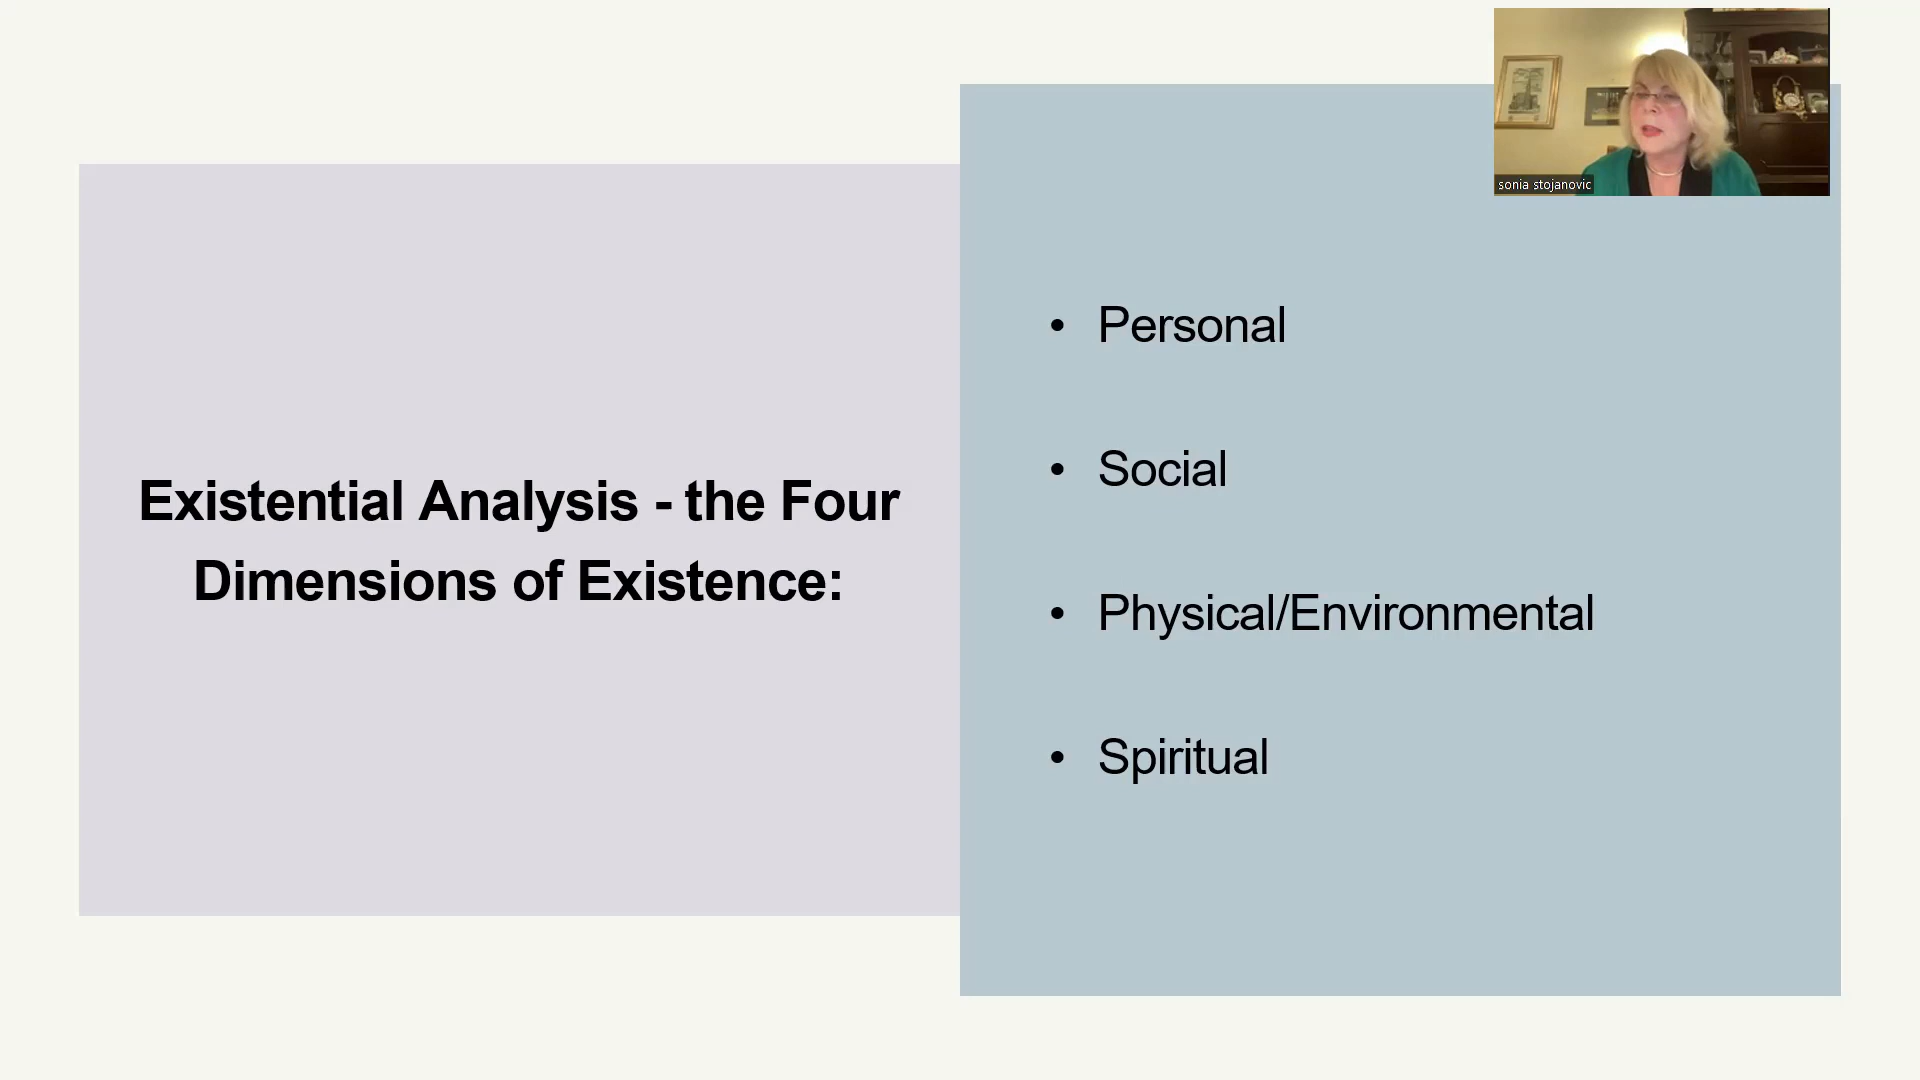 Existential Analysis - the Four
Dimensions of Existence:
• Personal
• Social
• Physical/Environmental
• Spiritual
sonia stojanovic